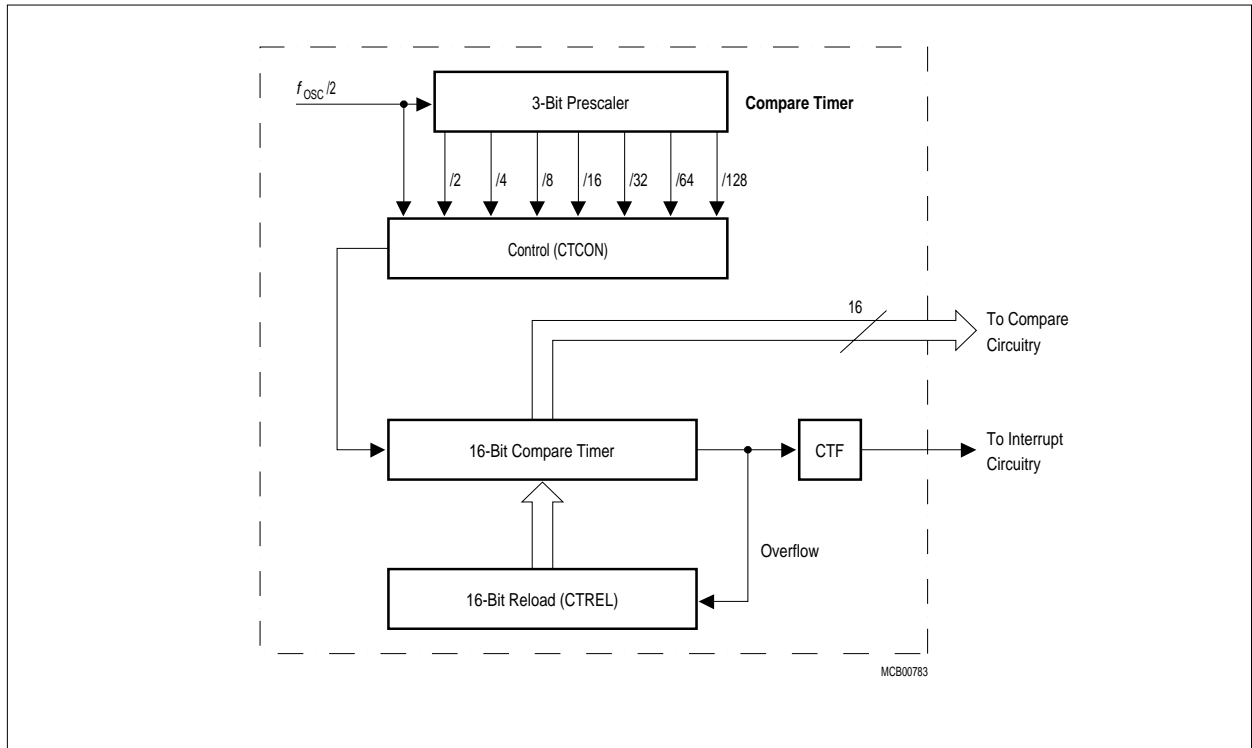 f OSC /2
3-Bit Prescaler
Compare Timer
/2 /4 /8 /16 /32 /64 /128
Control (CTCON)
16
To Compare
Circuitry
16-Bit Compare Timer
CTF
To Interrupt
Circuitry
Overflow
16-Bit Reload (CTREL)
MCB00783